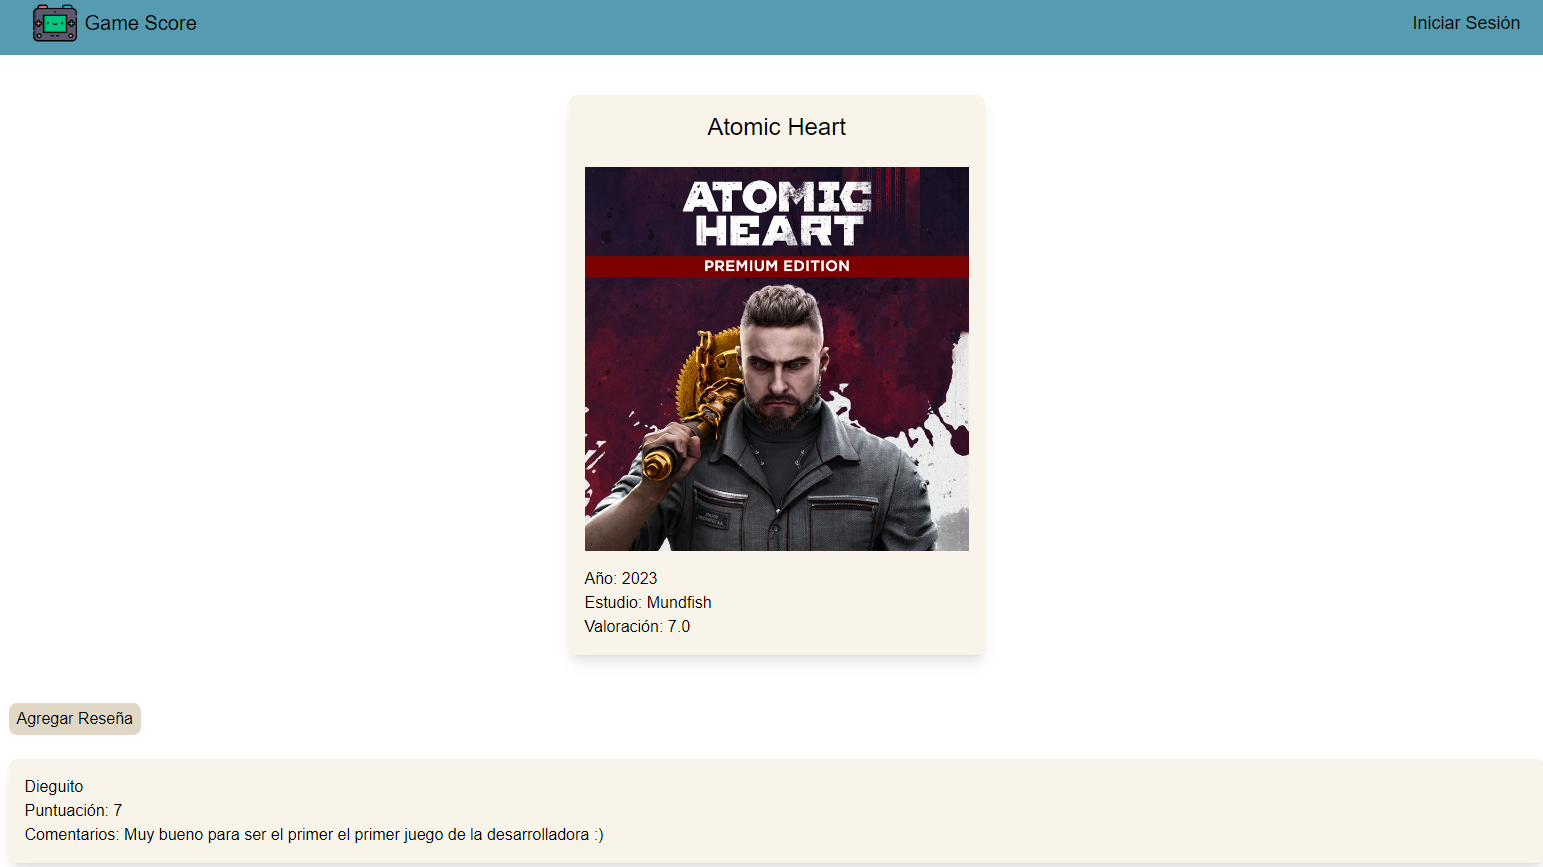 Game Score
Iniciar Sesión
Atomic Heart
ATOMIC
HEART
PREMIUM EDITION
Año: 2023
Estudio: Mundfish
Valoración: 7.0
Agregar Reseña
Dieguito
Puntuación: 7
Comentarios: Muy bueno para ser el primer el primer juego de la desarrolladora :)